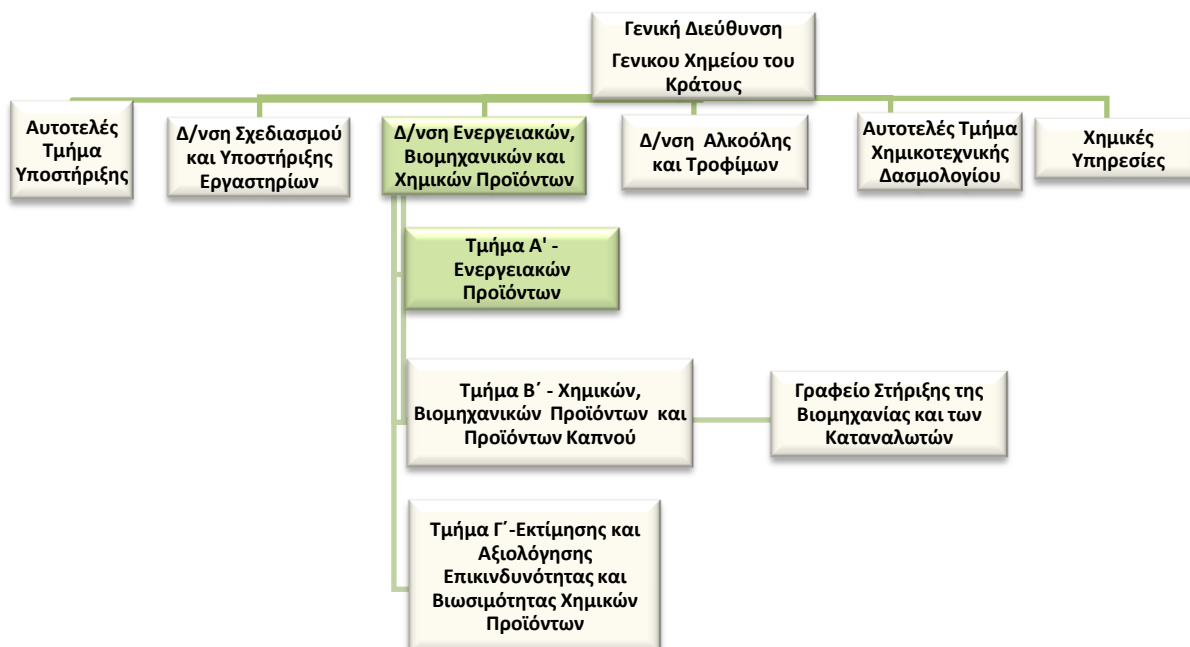 Γενική Διεύθυνση
Γενικου Χημείου του
Κράτους
Αυτοτελές
Τμήμα
Υποστήριξης
Δ/νση Σχεδιασμού
και Υποστήριξης
Εργαστηρίων
Δ/νση Ενεργειακών,
Βιομηχανικών και
Χημικών Προϊόντων
Δ/νση Αλκοόλης
και Τροφίμων
Αυτοτελές Τμήμα
Χημικοτεχνικής
Δασμολογίου
Χημικές
Υπηρεσίες
Τμήμα Α' -
Ενεργειακών
Προϊόντων
Τμήμα Β΄ - Χημικών,
Βιομηχανικών Προϊόντων και
Προϊόντων Καπνού
Γραφείο Στήριξης της
Βιομηχανίας και των
Καταναλωτών
Τμήμα Γ΄-Εκτίμησης και
Αξιολόγησης
Επικινδυνότητας και
Βιωσιμότητας Χημικών
Προϊόντων